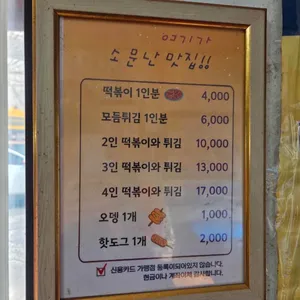 여기가
소문난 맛집!!
떡볶이 1인분 4,000
모듬튀김 1인분 6,000
2인 떡볶이와 튀김 10,000
3인 떡볶이와 튀김 13,000
4인 떡볶이와 튀김 17,000
오뎅 1개 1,000
핫도그 1개 2,000
신용카드 가맹점 등록이되어있지 않습니다.
현금이나 계좌이체 감사합니다.